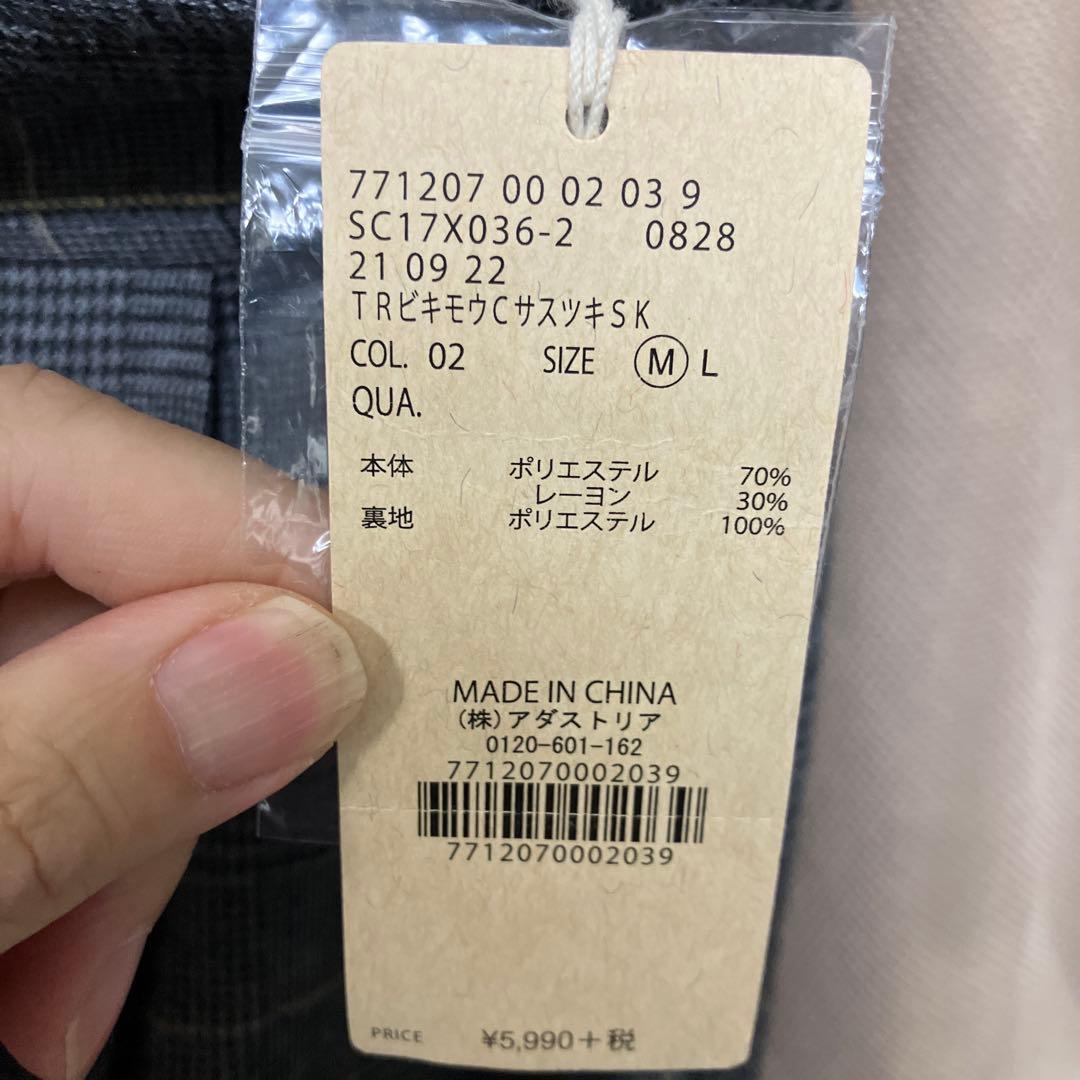 771207 00 02 03 9
SC17X036-2 0828
21 09 22
TRビキモウCサスツキSK
COL. 02 SIZE M L
QUA.
本体 ポリエステル 70%
レーヨン 30%
裏地 ポリエステル 100%
MADE IN CHINA
(株)アダストリア
0120-601-162
7712070002039
7712070002039
PRICE ¥5,990+税